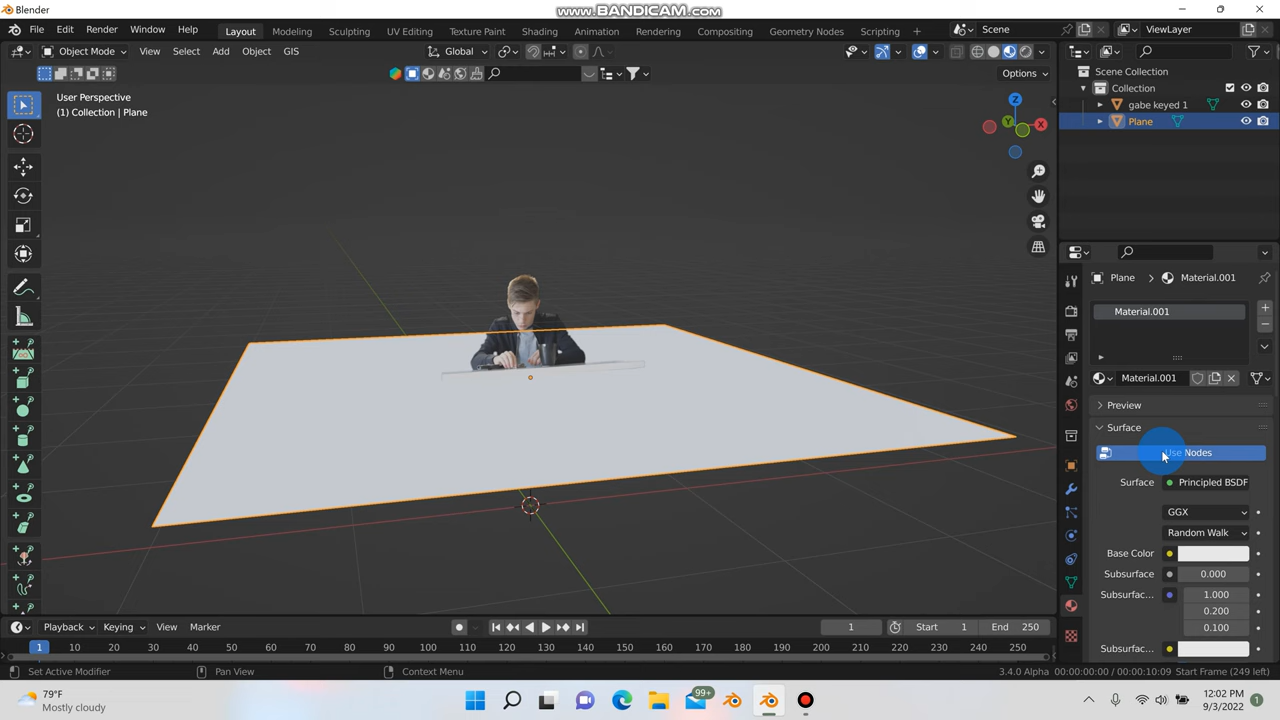 Blender
www.BANDICAM.com
File Edit Render Window Help
Layout Modeling Sculpting UV Editing Texture Paint Shading Animation Rendering Compositing Geometry Nodes Scripting +
Scene
ViewLayer
Object Mode View Select Add Object GIS
Global
Options
User Perspective
(1) Collection | Plane
Z
Y
X
Scene Collection
Collection
gabe keyed 1
Plane
Plane > Material.001
Material.001
Material.001
Preview
Surface
Use Nodes
Surface Principled BSDF
GGX
Random Walk
Base Color
Subsurface 0.000
Subsurfac... 1.000
0.200
0.100
Subsurfac...
Playback Keying View Marker
1 Start 1 End 250
1 10 20 30 40 50 60 70 80 90 100 110 120 130 140 150 160 170 180 190 200 210 220 230 240 250
Set Active Modifier Pan View Context Menu 3.4.0 Alpha 00:00:00:00 / 00:00:10:09 Start Frame (249 left)
79°F
Mostly cloudy
99+
12:02 PM
9/3/2022
1